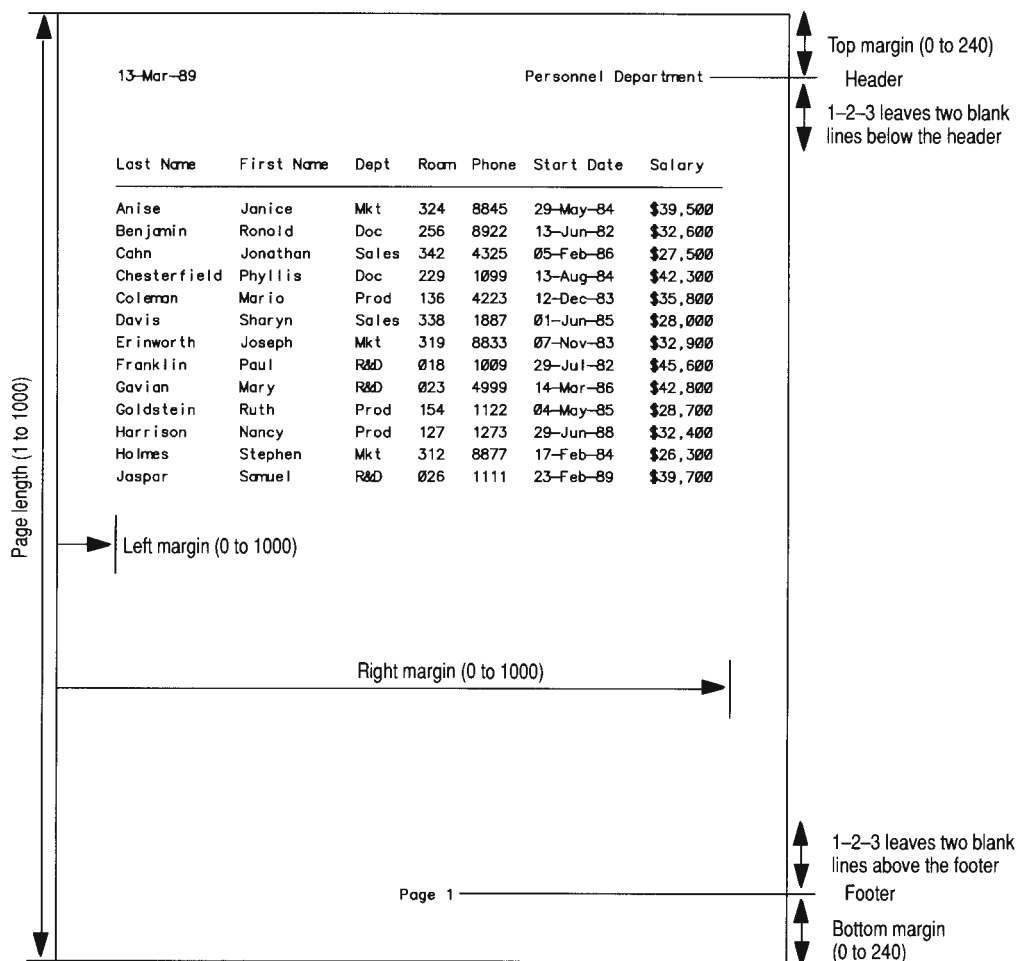 Top margin (0 to 240)
13-Mar-89 Personnel Department
Header
1-2-3 leaves two blank
lines below the header
Last Name First Name Dept Room Phone Start Date Salary
Anise Janice Mkt 324 8845 29-May-84 $39,500
Benjamin Ronald Doc 256 8922 13-Jun-82 $32,600
Cahn Jonathan Sales 342 4325 05-Feb-86 $27,500
Chesterfield Phyllis Doc 229 1099 13-Aug-84 $42,300
Coleman Mario Prod 136 4223 12-Dec-83 $35,800
Davis Sharyn Sales 338 1887 01-Jun-85 $28,000
Erinworth Joseph Mkt 319 8833 07-Nov-83 $32,900
Franklin Paul R&D 018 1009 29-Jul-82 $45,600
Gavian Mary R&D 023 4999 14-Mar-86 $42,800
Goldstein Ruth Prod 154 1122 04-May-85 $28,700
Harrison Nancy Prod 127 1273 29-Jun-88 $32,400
Holmes Stephen Mkt 312 8877 17-Feb-84 $26,300
Jaspar Samuel R&D 026 1111 23-Feb-89 $39,700
Page length (1 to 1000)
Left margin (0 to 1000)
Right margin (0 to 1000)
1-2-3 leaves two blank
lines above the footer
Page 1
Footer
Bottom margin
(0 to 240)